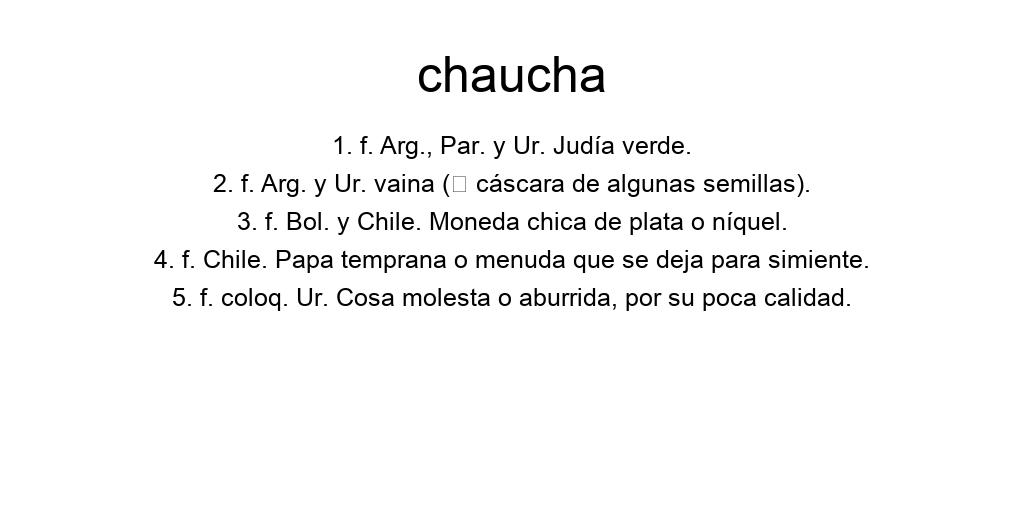 chaucha
1. f. Arg., Par. y Ur. Judía verde.
2. f. Arg. y Ur. vaina (□ cáscara de algunas semillas).
3. f. Bol. y Chile. Moneda chica de plata o níquel.
4. f. Chile. Papa temprana o menuda que se deja para simiente.
5. f. coloq. Ur. Cosa molesta o aburrida, por su poca calidad.